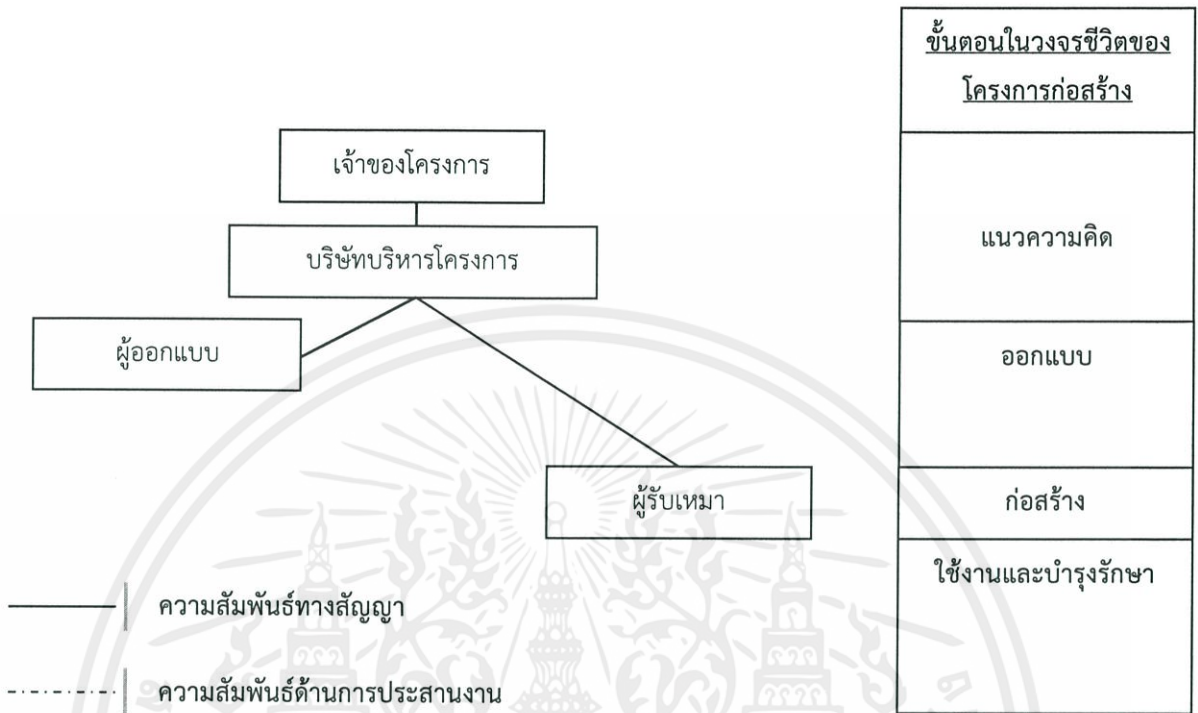 ขั้นตอนในวงจรชีวิตของ
โครงการก่อสร้าง
เจ้าของโครงการ
แนวความคิด
บริษัทบริหารโครงการ
ผู้ออกแบบ
ออกแบบ
ผู้รับเหมา
ก่อสร้าง
ใช้งานและบำรุงรักษา
ความสัมพันธ์ทางสัญญา
ความสัมพันธ์ด้านการประสานงาน